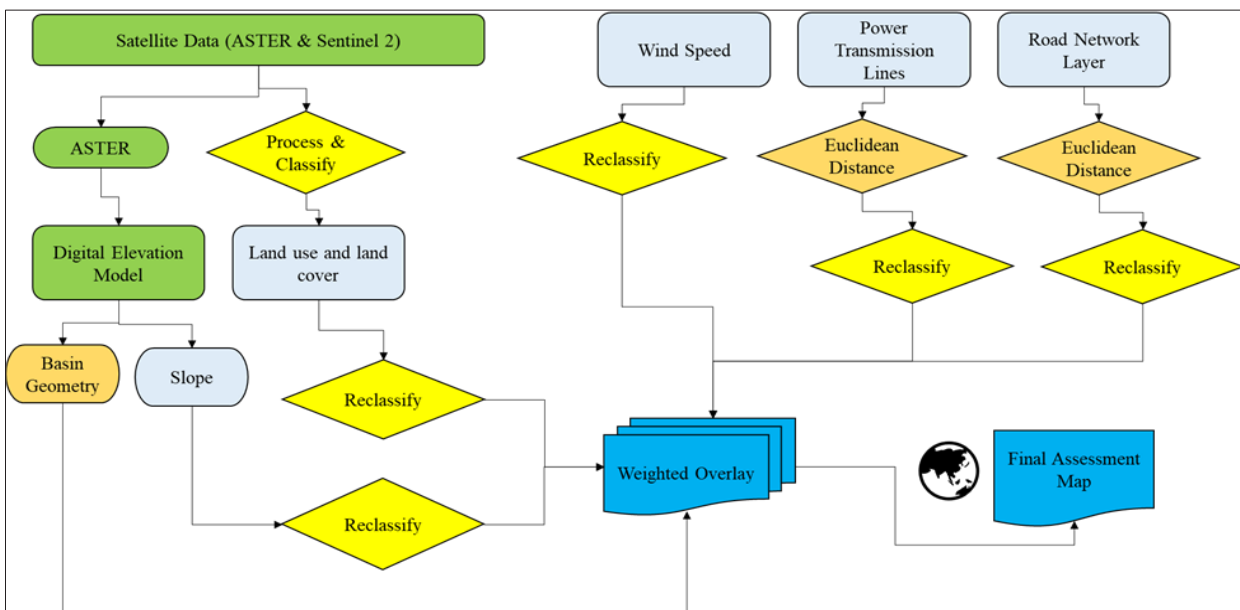 Satellite Data (ASTER & Sentinel 2)
Wind Speed
Power
Transmission
Lines
Road Network
Layer
ASTER
Process &
Classify
Reclassify
Euclidean
Distance
Euclidean
Distance
Digital Elevation
Model
Land use and land
cover
Reclassify
Reclassify
Basin
Geometry
Slope
Reclassify
Weighted Overlay
Final Assessment
Map
Reclassify